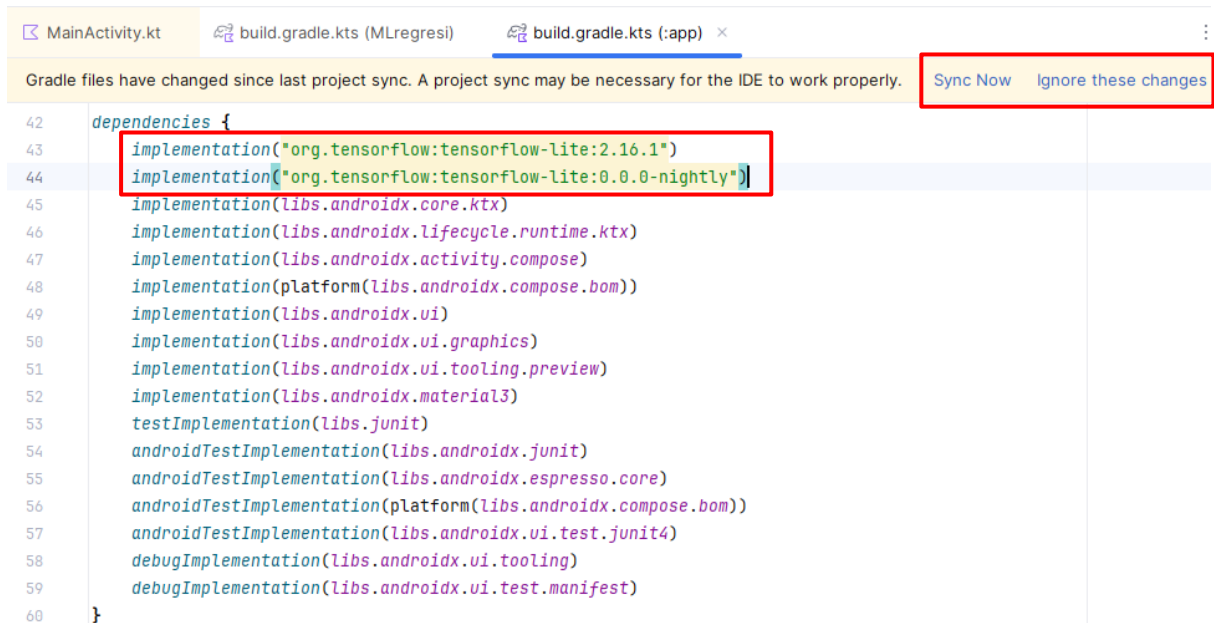 MainActivity.kt build.gradle.kts (MLregresi) build.gradle.kts (:app)
Gradle files have changed since last project sync. A project sync may be necessary for the IDE to work properly. Sync Now Ignore these changes
42 dependencies {
43 implementation("org.tensorflow:tensorflow-lite:2.16.1")
44 implementation("org.tensorflow:tensorflow-lite:0.0.0-nightly")
45 implementation(libs.androidx.core.ktx)
46 implementation(libs.androidx.lifecycle.runtime.ktx)
47 implementation(libs.androidx.activity.compose)
48 implementation(platform(libs.androidx.compose.bom))
49 implementation(libs.androidx.ui)
50 implementation(libs.androidx.ui.graphics)
51 implementation(libs.androidx.ui.tooling.preview)
52 implementation(libs.androidx.material3)
53 testImplementation(libs.junit)
54 androidTestImplementation(libs.androidx.junit)
55 androidTestImplementation(libs.androidx.espresso.core)
56 androidTestImplementation(platform(libs.androidx.compose.bom))
57 androidTestImplementation(libs.androidx.ui.test.junit4)
58 debugImplementation(libs.androidx.ui.tooling)
59 debugImplementation(libs.androidx.ui.test.manifest)
60 }